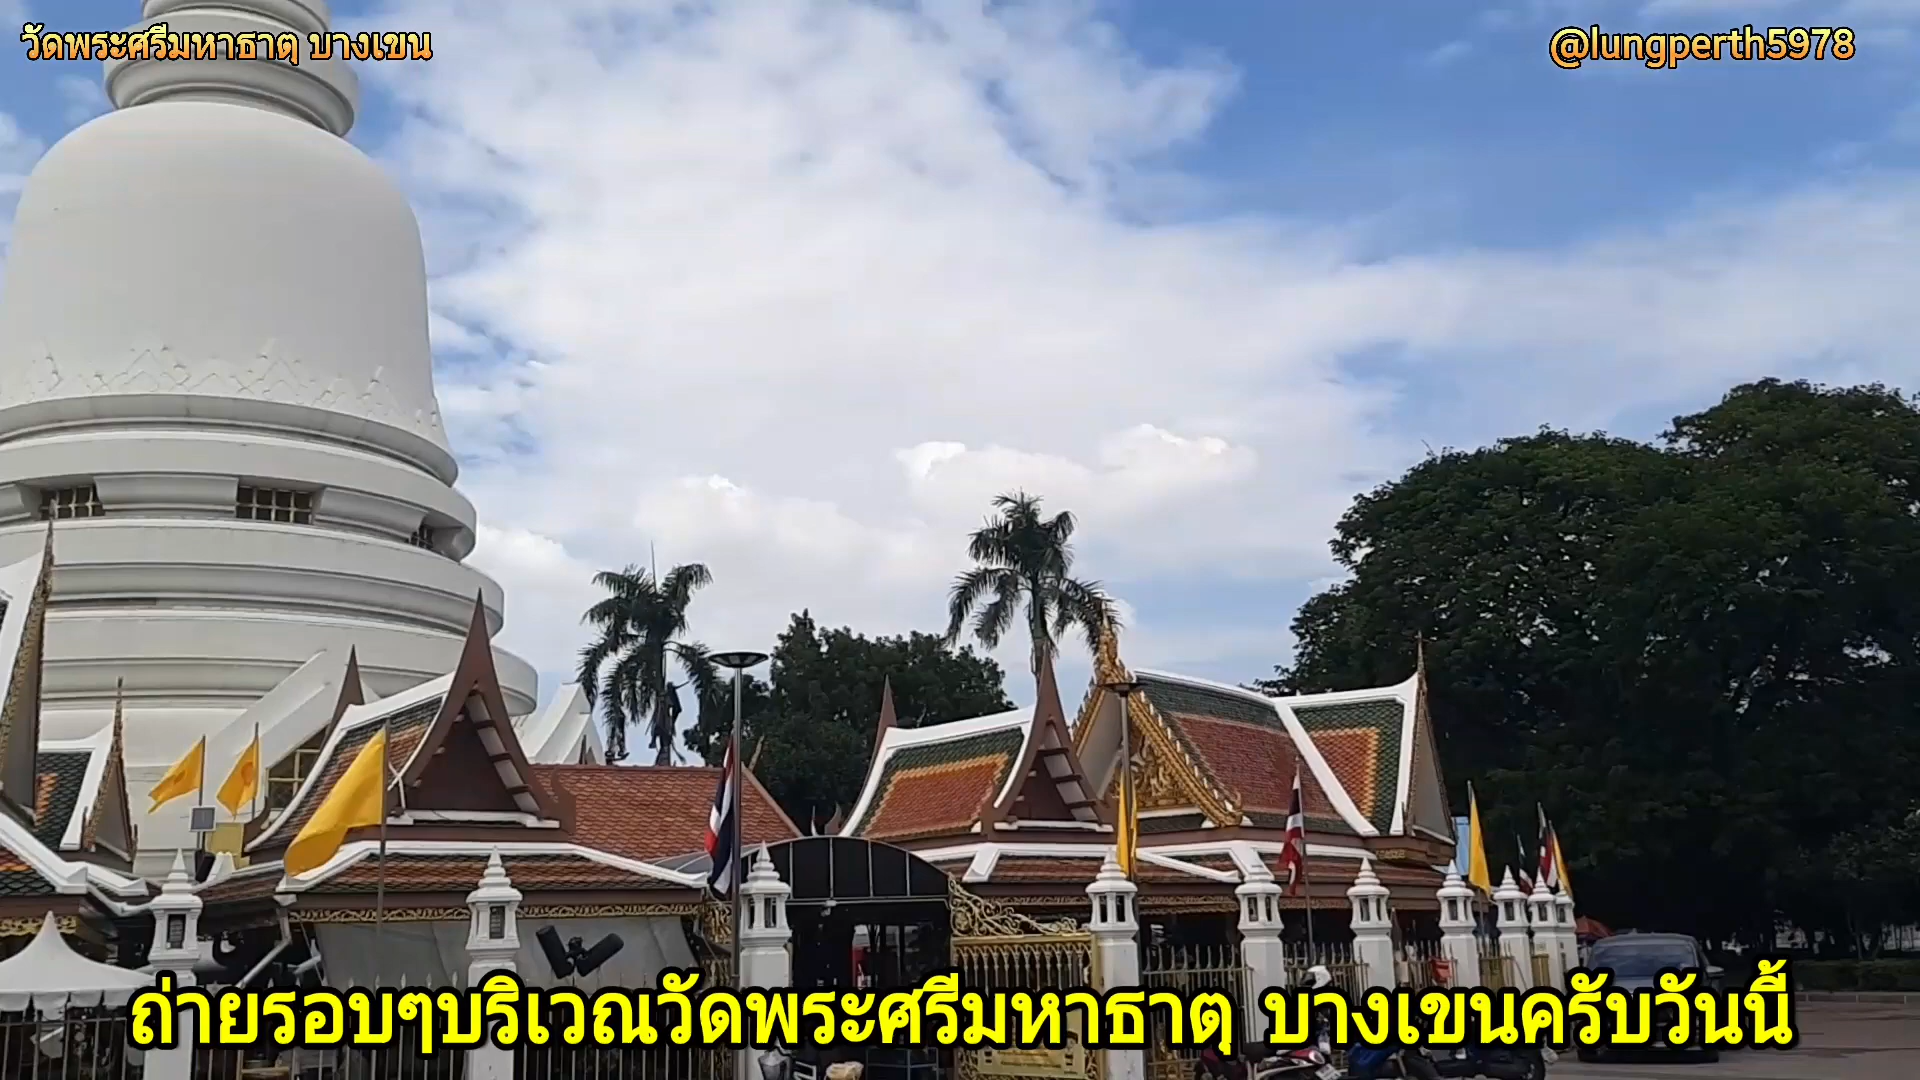 วัดพระศรีมหาธาตุ บางเขน
@lungperth5978
ถ่ายรอบๆบริเวณวัดพระศรีมหาธาตุ บางเขนครับวันนี้